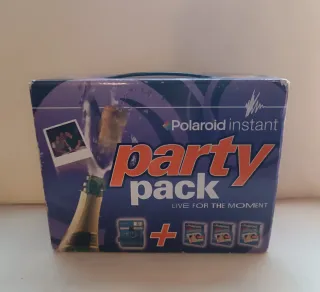 Polaroid instant
party
pack
LIVE FOR THE MOMENT
+